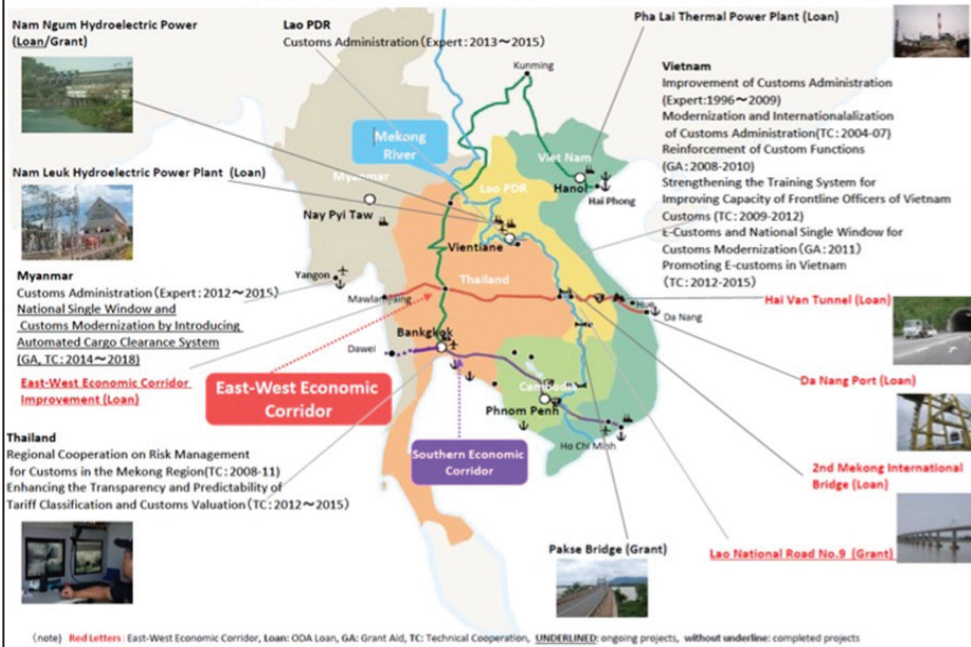 Nam Ngum Hydroelectric Power
(Loan/Grant)
Lao PDR
Customs Administration (Expert: 2013～2015)
Pha Lai Thermal Power Plant (Loan)
Kunming
Vietnam
Improvement of Customs Administration
(Expert:1996～2009)
Modernization and Internationalalization
of Customs Administration(TC: 2004-07)
Reinforcement of Custom Functions
(GA: 2008-2010)
Strengthening the Training System for
Improving Capacity of Frontline Officers of Vietnam
Customs (TC: 2009-2012)
E-Customs and National Single Window for
Customs Modernization (GA: 2011)
Promoting E-customs in Vietnam
(TC: 2012-2015)
Mekong
River
Myanmar
Viet Nam
Lao PDR
Hanoi
Hai Phong
Nam Leuk Hydroelectric Power Plant (Loan)
Nay Pyi Taw
Vientiane
Yangon
Thailand
Myanmar
Customs Administration (Expert: 2012～2015)
National Single Window and
Customs Modernization by Introducing
Automated Cargo Clearance System
(GA, TC: 2014～2018)
East-West Economic Corridor
Improvement (Loan)
Mawlamyaing
Hue
Da Nang
Hai Van Tunnel (Loan)
Bankgkok
Dawei
East-West Economic
Corridor
Cambodia
Phnom Penh
Da Nang Port (Loan)
Southern Economic
Corridor
Ho Chi Minh
Thailand
Regional Cooperation on Risk Management
for Customs in the Mekong Region(TC: 2008-11)
Enhancing the Transparency and Predictability of
Tariff Classification and Customs Valuation (TC: 2012～2015)
2nd Mekong International
Bridge (Loan)
Pakse Bridge (Grant)
Lao National Road No.9 (Grant)
(note) Red Letters: East-West Economic Corridor, Loan: ODA Loan, GA: Grant Aid, TC: Technical Cooperation, UNDERLINED: ongoing projects, without underline: completed projects